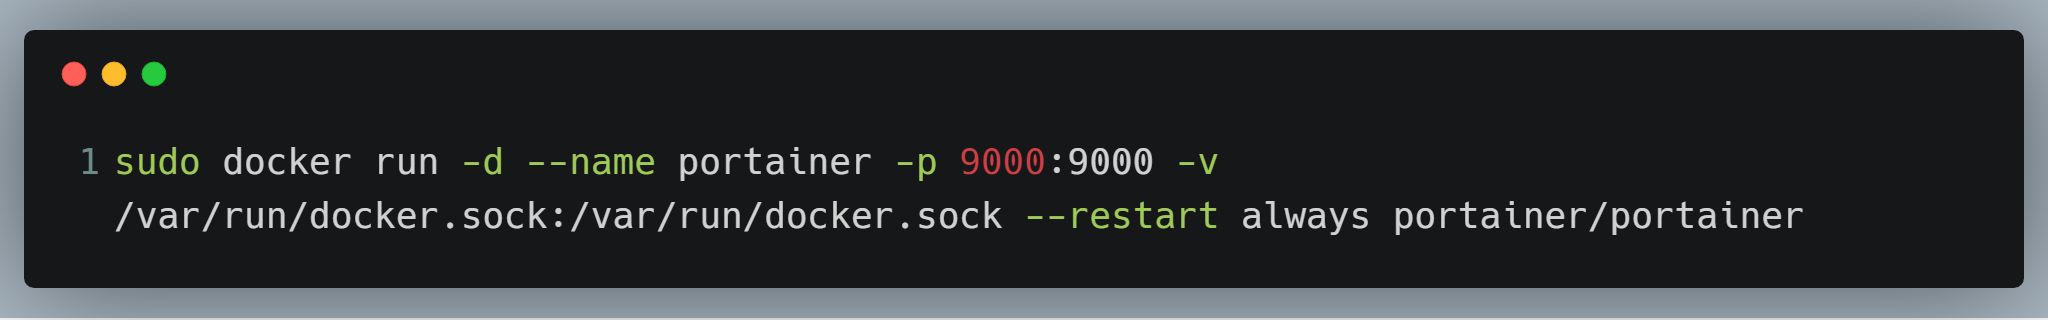 1 sudo docker run -d --name portainer -p 9000:9000 -v
/var/run/docker.sock:/var/run/docker.sock --restart always portainer/portainer